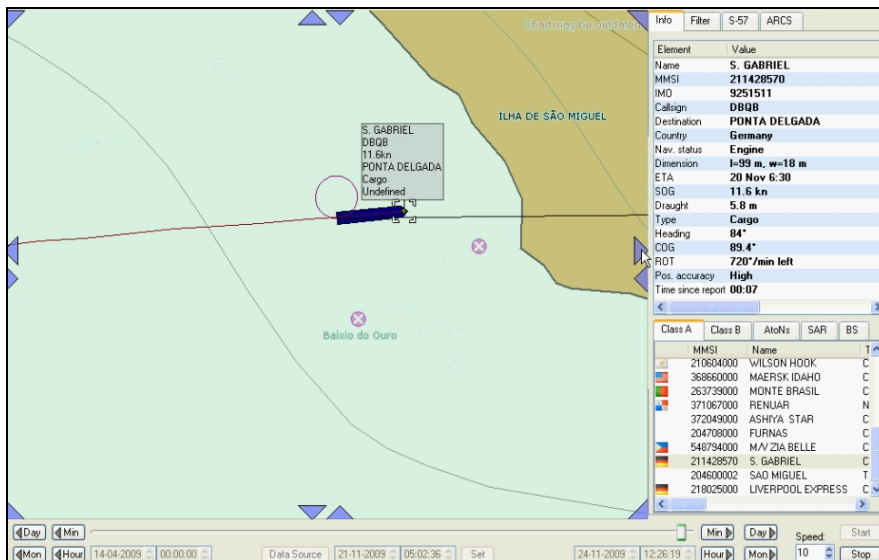 Chart may be outdated
ILHA DE SÃO MIGUEL
S. GABRIEL
DBQB
11.6kn
PONTA DELGADA
Cargo
Undefined
Baixio do Ouro
Info Filter S-57 ARCS
Element Value
Name S. GABRIEL
MMSI 211428570
IMO 9251511
Callsign DBQB
Destination PONTA DELGADA
Country Germany
Nav. status Engine
Dimension l=99 m, w=18 m
ETA 20 Nov 6:30
SOG 11.6 kn
Draught 5.8 m
Type Cargo
Heading 84°
COG 89.4°
ROT 720°/min left
Pos. accuracy High
Time since report 00:07
Class A Class B AtoNs SAR BS
MMSI Name T
210604000 WILSON HOOK C
368660000 MAERSK IDAHO C
263739000 MONTE BRASIL C
371067000 RENUAR N
372049000 ASHIYA STAR C
204708000 FURNAS C
548794000 M/V ZIA BELLE C
211428570 S. GABRIEL C
204600002 SAO MIGUEL T
218025000 LIVERPOOL EXPRESS C
Day Min Min Day Speed: Start
Mon Hour 14-04-2009 00:00:00 Data Source 21-11-2009 05:02:36 Set 24-11-2009 12:26:19 Hour Mon 10 Stop